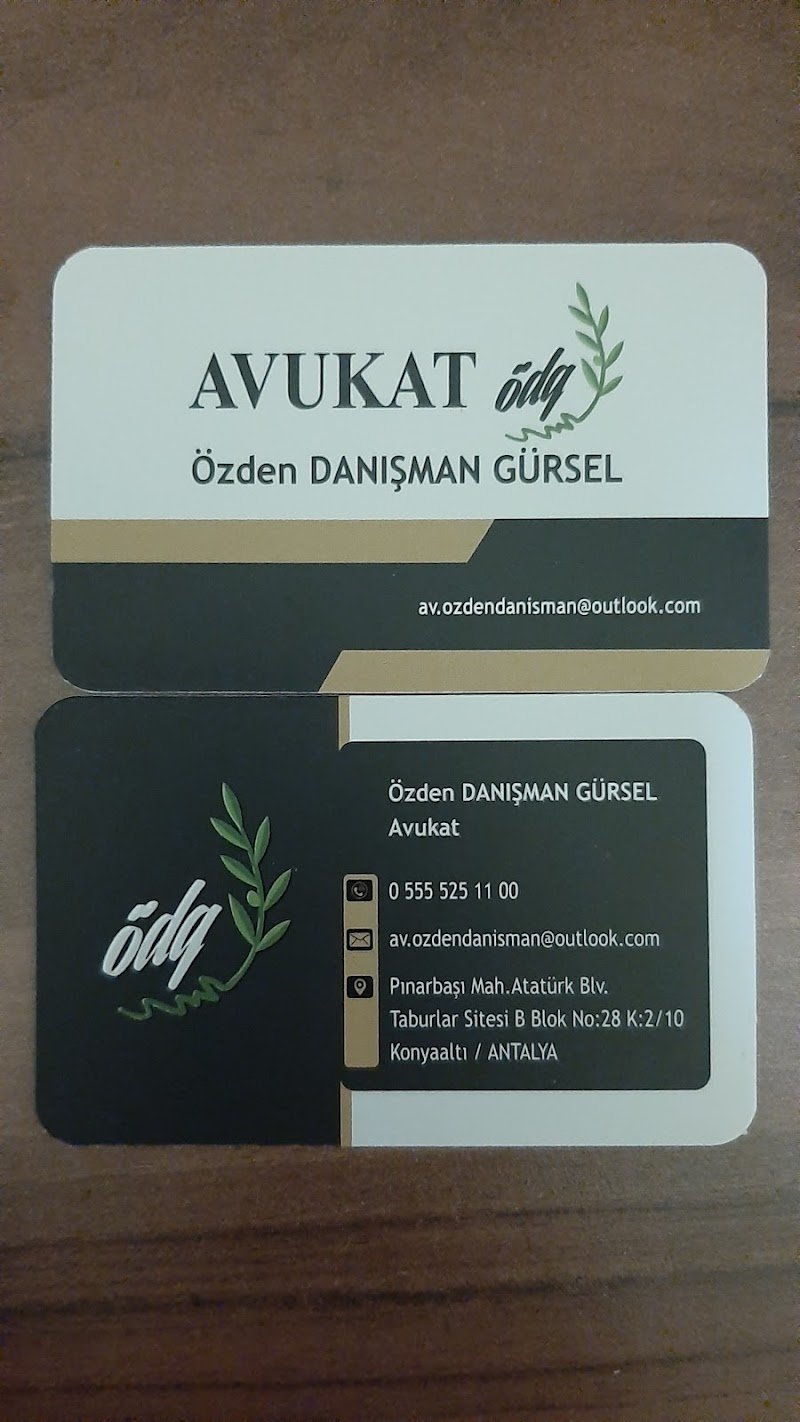 AVUKAT ödg
Özden DANIŞMAN GÜRSEL
av.ozdendanisman@outlook.com
ödg
Özden DANIŞMAN GÜRSEL
Avukat
0 555 525 11 00
av.ozdendanisman@outlook.com
Pınarbaşı Mah.Atatürk Blv.
Taburlar Sitesi B Blok No:28 K:2/10
Konyaaltı / ANTALYA